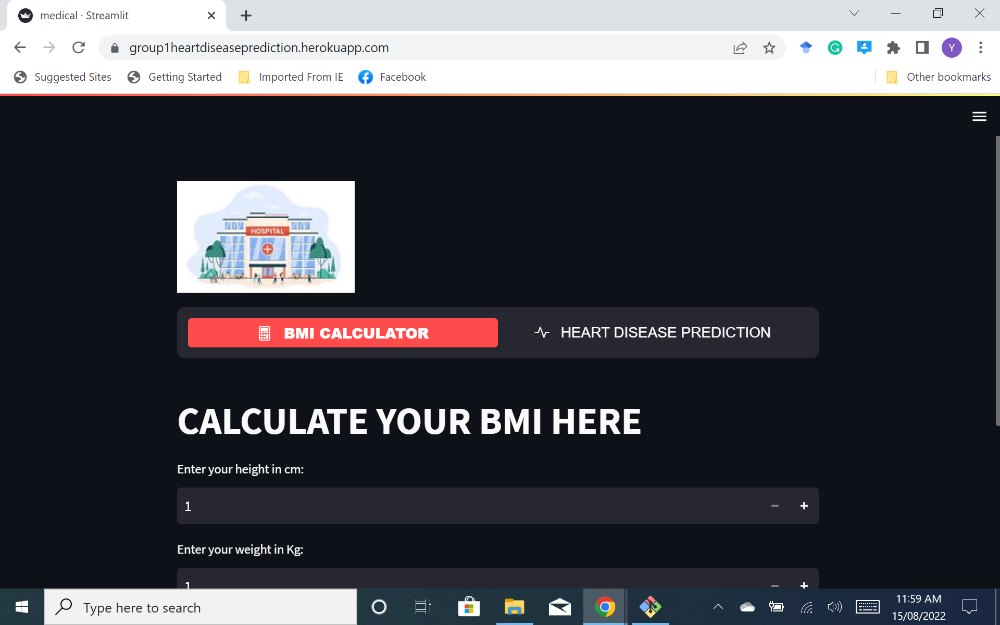 medical · Streamlit
group1heartdiseaseprediction.herokuapp.com
Y
Suggested Sites
Getting Started
Imported From IE
Facebook
Other bookmarks
HOSPITAL
BMI CALCULATOR
HEART DISEASE PREDICTION
CALCULATE YOUR BMI HERE
Enter your height in cm:
1
Enter your weight in Kg:
1
Type here to search
11:59 AM
15/08/2022